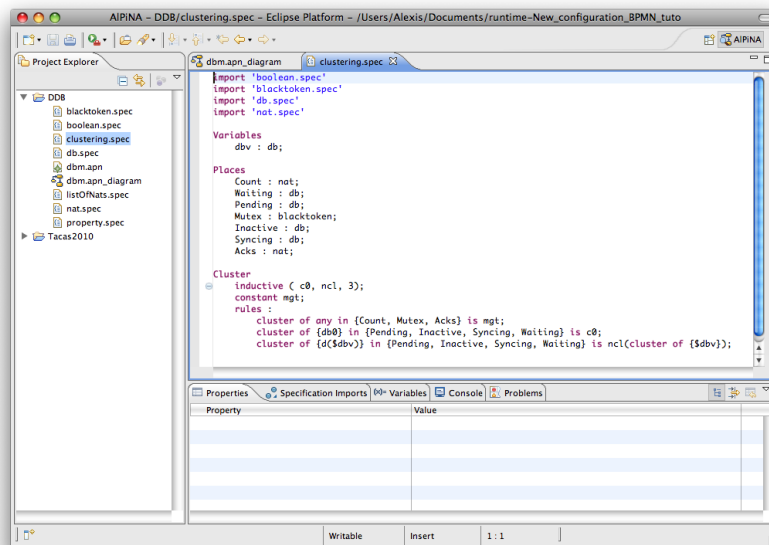 AlPiNA – DDB/clustering.spec – Eclipse Platform – /Users/Alexis/Documents/runtime-New_configuration_BPMN_tuto
AlPiNA
Project Explorer
DDB
blacktoken.spec
boolean.spec
clustering.spec
db.spec
dbm.apn
dbm.apn_diagram
listOfNats.spec
nat.spec
property.spec
Tacas2010
dbm.apn_diagram
clustering.spec
import 'boolean.spec'
import 'blacktoken.spec'
import 'db.spec'
import 'nat.spec'
Variables
dbv : db;
Places
Count : nat;
Waiting : db;
Pending : db;
Mutex : blacktoken;
Inactive : db;
Syncing : db;
Acks : nat;
Cluster
inductive ( c0, ncl, 3);
constant mgt;
rules :
cluster of any in {Count, Mutex, Acks} is mgt;
cluster of {db0} in {Pending, Inactive, Syncing, Waiting} is c0;
cluster of {d($dbv)} in {Pending, Inactive, Syncing, Waiting} is ncl(cluster of {$dbv});
Properties Specification Imports Variables Console Problems
Property Value
Writable Insert 1 : 1